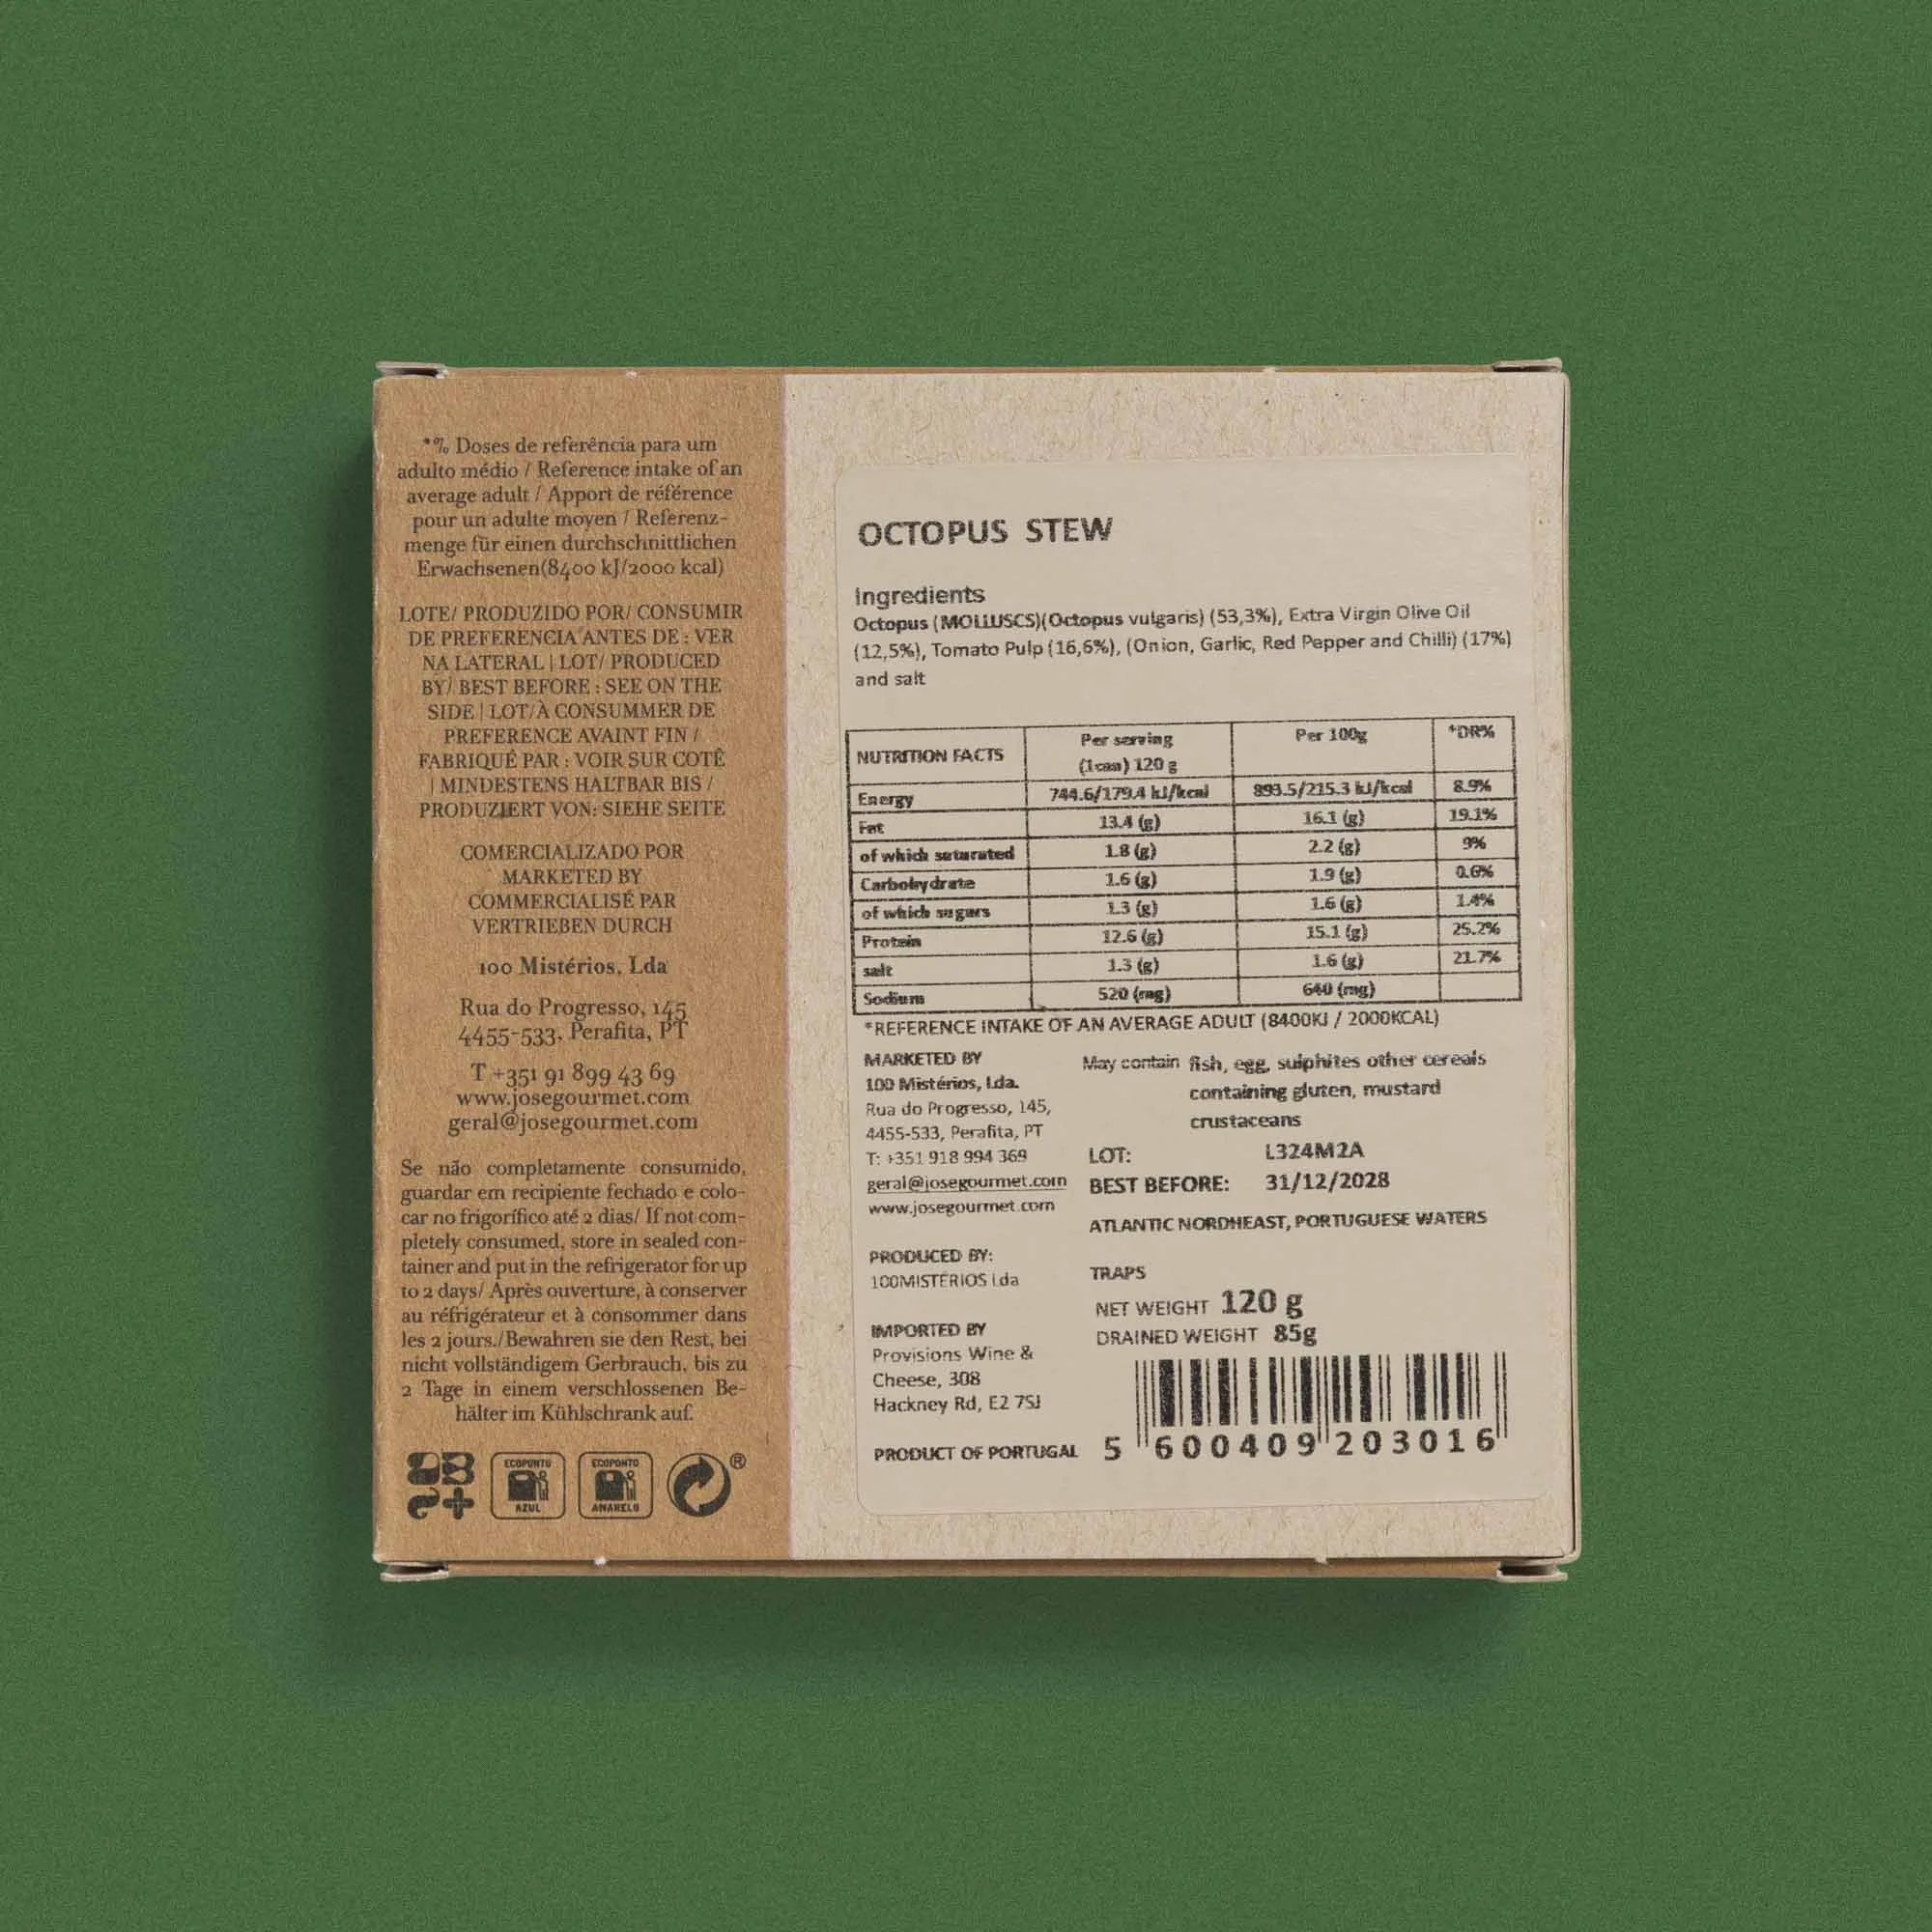 *% Doses de referência para um
adulto médio / Reference intake of an
average adult / Apport de référence
pour un adulte moyen / Referenz-
menge für einen durchschnittlichen
Erwachsenen(8400 kJ/2000 kcal)
LOTE/ PRODUZIDO POR/ CONSUMIR
DE PREFERENCIA ANTES DE : VER
NA LATERAL | LOT/ PRODUCED
BY/ BEST BEFORE : SEE ON THE
SIDE | LOT/À CONSUMMER DE
PREFERENCE AVAINT FIN /
FABRIQUÉ PAR : VOIR SUR COTÊ
| MINDESTENS HALTBAR BIS /
PRODUZIERT VON: SIEHE SEITE
COMERCIALIZADO POR
MARKETED BY
COMMERCIALISÉ PAR
VERTRIEBEN DURCH
100 Mistérios, Lda
Rua do Progresso, 145
4455-533, Perafita, PT
T +351 91 899 43 69
www.josegourmet.com
geral@josegourmet.com
Se não completamente consumido,
guardar em recipiente fechado e colo-
car no frigorífico até 2 dias/ If not com-
pletely consumed, store in sealed con-
tainer and put in the refrigerator for up
to 2 days/ Après ouverture, à conserver
au réfrigérateur et à consommer dans
les 2 jours./Bewahren sie den Rest, bei
nicht vollständigem Gerbrauch, bis zu
2 Tage in einem verschlossenen Be-
hälter im Kühlschrank auf.
ECOPONTO AZUL
ECOPONTO AMARELO
®
OCTOPUS STEW
Ingredients
Octopus (MOLLUSCS)(Octopus vulgaris) (53,3%), Extra Virgin Olive Oil
(12,5%), Tomato Pulp (16,6%), (Onion, Garlic, Red Pepper and Chilli) (17%)
and salt
NUTRITION FACTS Per serving (1can) 120 g Per 100g *DR%
Energy 744.6/179.4 kJ/kcal 893.5/215.3 kJ/kcal 8.9%
Fat 13.4 (g) 16.1 (g) 19.1%
of which saturated 1.8 (g) 2.2 (g) 9%
Carbohydrate 1.6 (g) 1.9 (g) 0.6%
of which sugars 1.3 (g) 1.6 (g) 1.4%
Protein 12.6 (g) 15.1 (g) 25.2%
salt 1.3 (g) 1.6 (g) 21.7%
Sodium 520 (mg) 640 (mg)
*REFERENCE INTAKE OF AN AVERAGE ADULT (8400KJ / 2000KCAL)
MARKETED BY
100 Mistérios, Lda.
Rua do Progresso, 145,
4455-533, Perafita, PT
T: +351 918 994 369
geral@josegourmet.com
www.josegourmet.com
PRODUCED BY:
100MISTÉRIOS Lda
IMPORTED BY
Provisions Wine &
Cheese, 308
Hackney Rd, E2 7SJ
PRODUCT OF PORTUGAL
May contain fish, egg, sulphites other cereals
containing gluten, mustard
crustaceans
LOT: L324M2A
BEST BEFORE: 31/12/2028
ATLANTIC NORDHEAST, PORTUGUESE WATERS
TRAPS
NET WEIGHT 120 g
DRAINED WEIGHT 85g
5 600409 203016